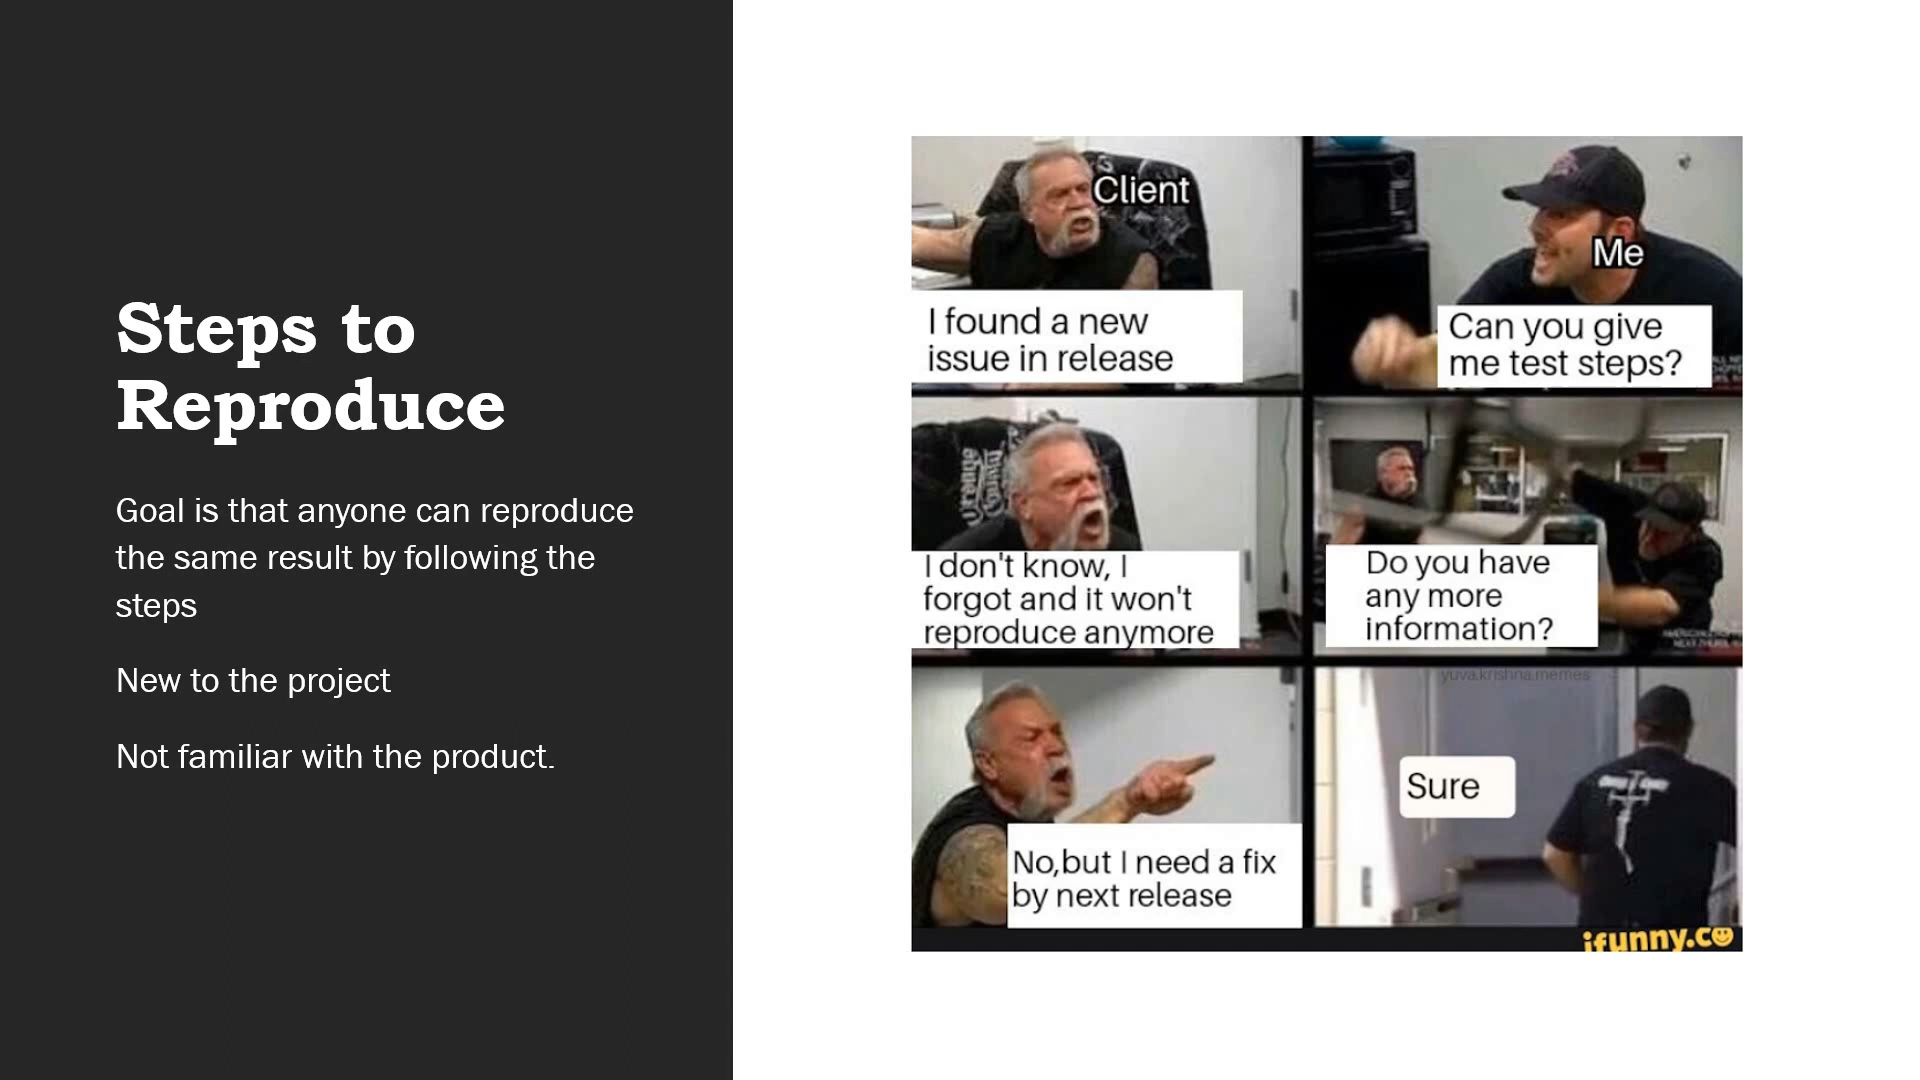 Steps to
Reproduce
Goal is that anyone can reproduce
the same result by following the
steps
New to the project
Not familiar with the product.
Client
I found a new
issue in release
Me
Can you give
me test steps?
I don't know, I
forgot and it won't
reproduce anymore
Do you have
any more
information?
No,but I need a fix
by next release
yuva.krishna.memes
Sure
ifunny.co